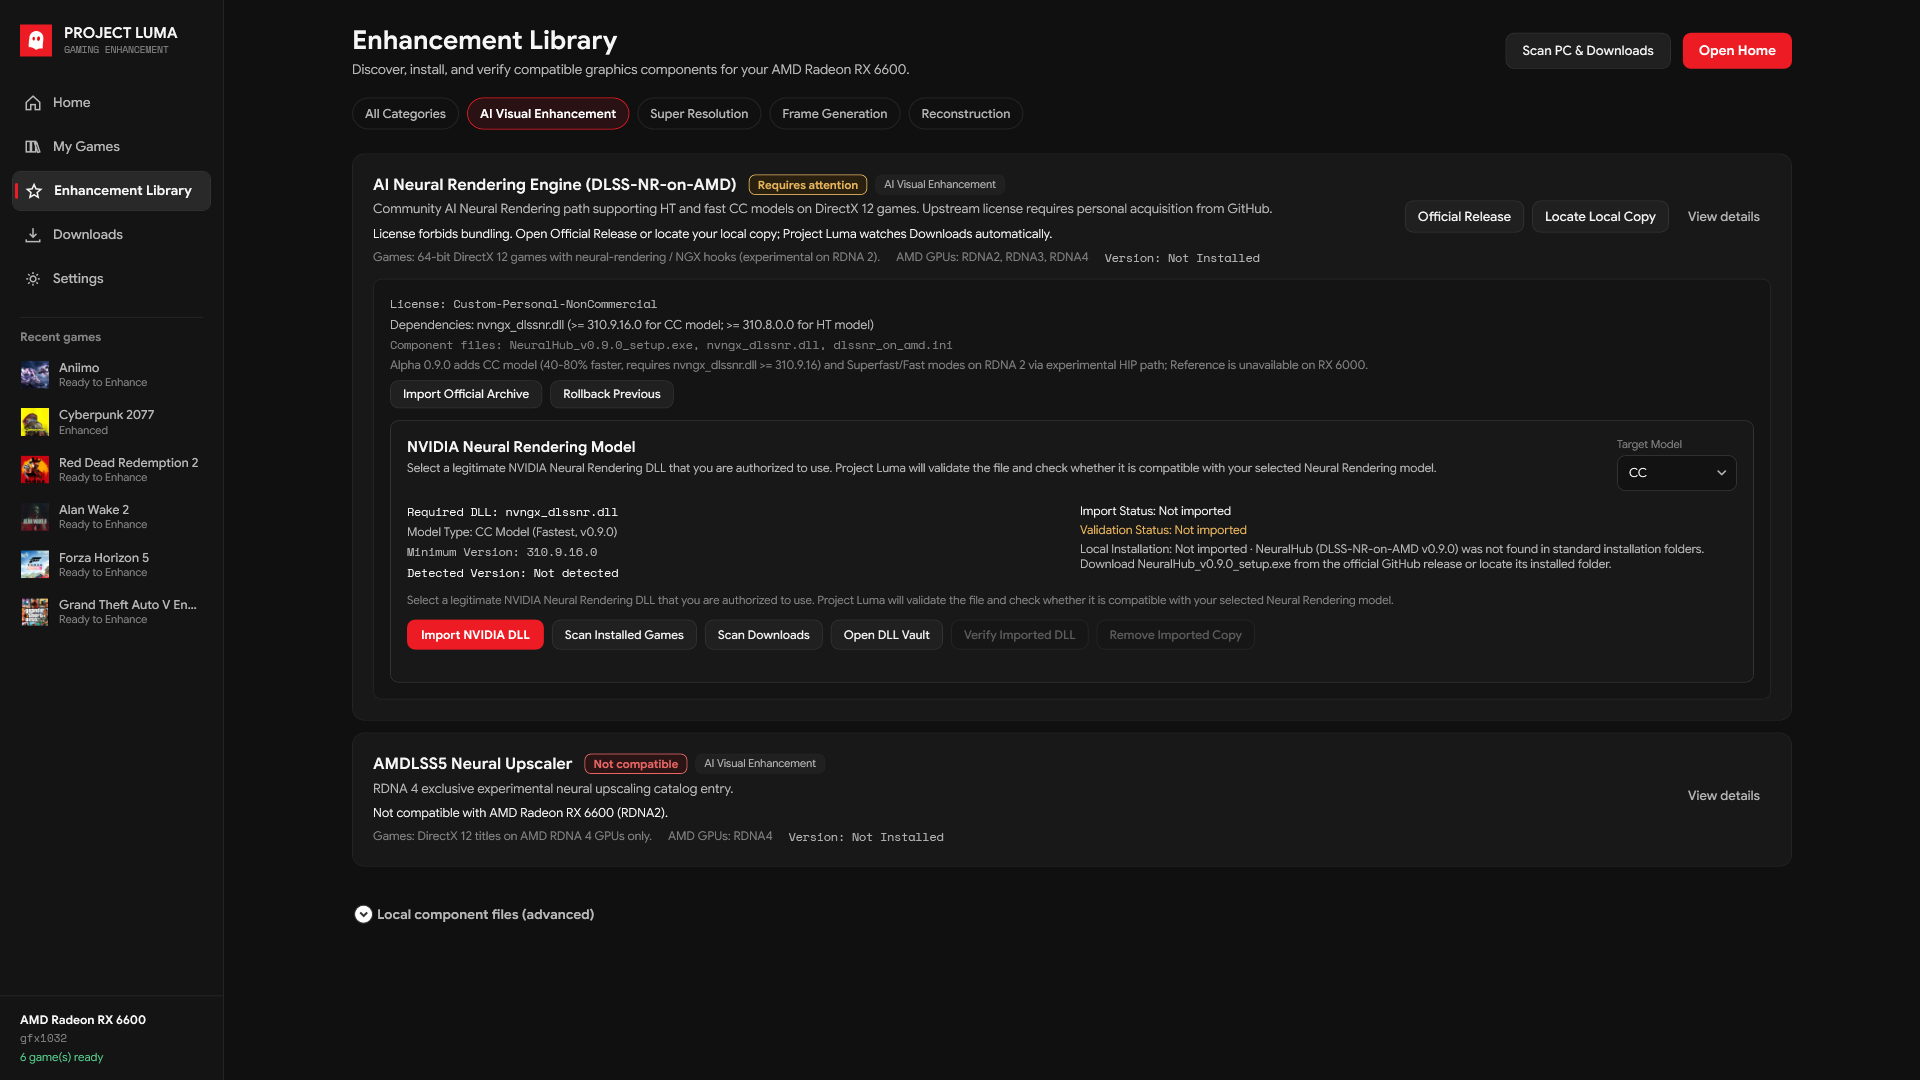 PROJECT LUMA
GAMING ENHANCEMENT
Home
My Games
Enhancement Library
Downloads
Settings
Recent games
Aniimo
Ready to Enhance
Cyberpunk 2077
Enhanced
Red Dead Redemption 2
Ready to Enhance
Alan Wake 2
Ready to Enhance
Forza Horizon 5
Ready to Enhance
Grand Theft Auto V En...
Ready to Enhance
AMD Radeon RX 6600
gfx1032
6 game(s) ready
Enhancement Library
Discover, install, and verify compatible graphics components for your AMD Radeon RX 6600.
Scan PC & Downloads
Open Home
All Categories
AI Visual Enhancement
Super Resolution
Frame Generation
Reconstruction
AI Neural Rendering Engine (DLSS-NR-on-AMD)
Requires attention
AI Visual Enhancement
Community AI Neural Rendering path supporting HT and fast CC models on DirectX 12 games. Upstream license requires personal acquisition from GitHub.
License forbids bundling. Open Official Release or locate your local copy; Project Luma watches Downloads automatically.
Games: 64-bit DirectX 12 games with neural-rendering / NGX hooks (experimental on RDNA 2).
AMD GPUs: RDNA2, RDNA3, RDNA4
Version: Not Installed
Official Release
Locate Local Copy
View details
License: Custom-Personal-NonCommercial
Dependencies: nvngx_dlssnr.dll (>= 310.9.16.0 for CC model; >= 310.8.0.0 for HT model)
Component files: NeuralHub_v0.9.0_setup.exe, nvngx_dlssnr.dll, dlssnr_on_amd.ini
Alpha 0.9.0 adds CC model (40-80% faster, requires nvngx_dlssnr.dll >= 310.9.16) and Superfast/Fast modes on RDNA 2 via experimental HIP path; Reference is unavailable on RX 6000.
Import Official Archive
Rollback Previous
NVIDIA Neural Rendering Model
Select a legitimate NVIDIA Neural Rendering DLL that you are authorized to use. Project Luma will validate the file and check whether it is compatible with your selected Neural Rendering model.
Target Model
CC
Required DLL: nvngx_dlssnr.dll
Model Type: CC Model (Fastest, v0.9.0)
Minimum Version: 310.9.16.0
Detected Version: Not detected
Import Status: Not imported
Validation Status: Not imported
Local Installation: Not imported · NeuralHub (DLSS-NR-on-AMD v0.9.0) was not found in standard installation folders.
Download NeuralHub_v0.9.0_setup.exe from the official GitHub release or locate its installed folder.
Select a legitimate NVIDIA Neural Rendering DLL that you are authorized to use. Project Luma will validate the file and check whether it is compatible with your selected Neural Rendering model.
Import NVIDIA DLL
Scan Installed Games
Scan Downloads
Open DLL Vault
Verify Imported DLL
Remove Imported Copy
AMDLSS5 Neural Upscaler
Not compatible
AI Visual Enhancement
RDNA 4 exclusive experimental neural upscaling catalog entry.
Not compatible with AMD Radeon RX 6600 (RDNA2).
Games: DirectX 12 titles on AMD RDNA 4 GPUs only.
AMD GPUs: RDNA4
Version: Not Installed
View details
Local component files (advanced)